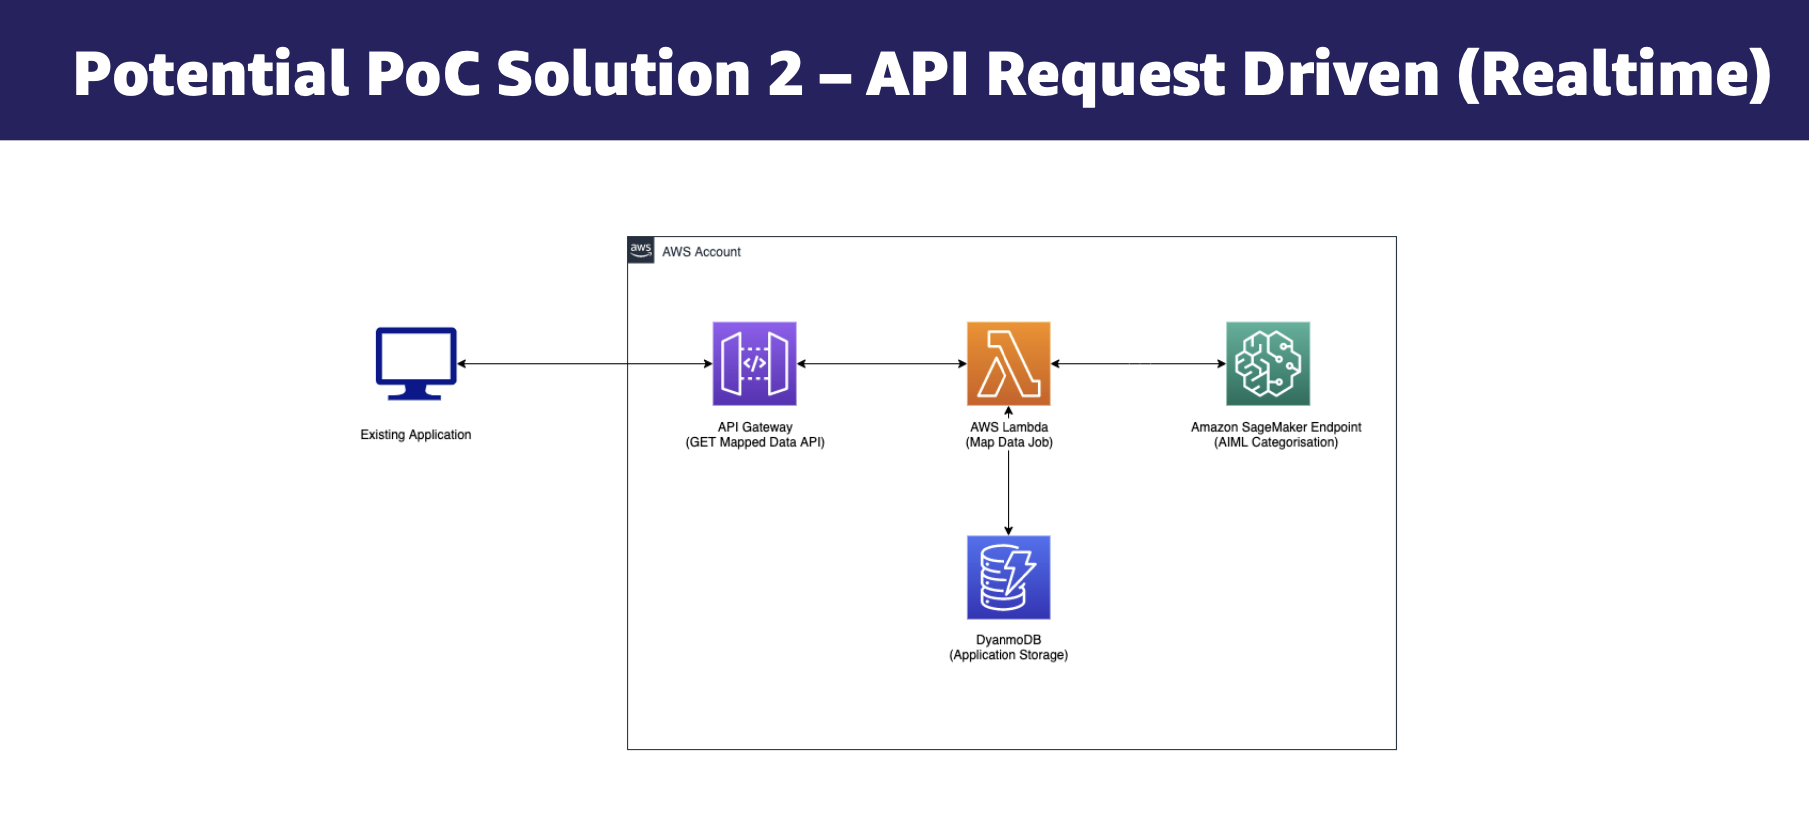 Potential PoC Solution 2 – API Request Driven (Realtime)
aws
AWS Account
</>
Existing Application
API Gateway
(GET Mapped Data API)
AWS Lambda
(Map Data Job)
Amazon SageMaker Endpoint
(AIML Categorisation)
DyanmoDB
(Application Storage)